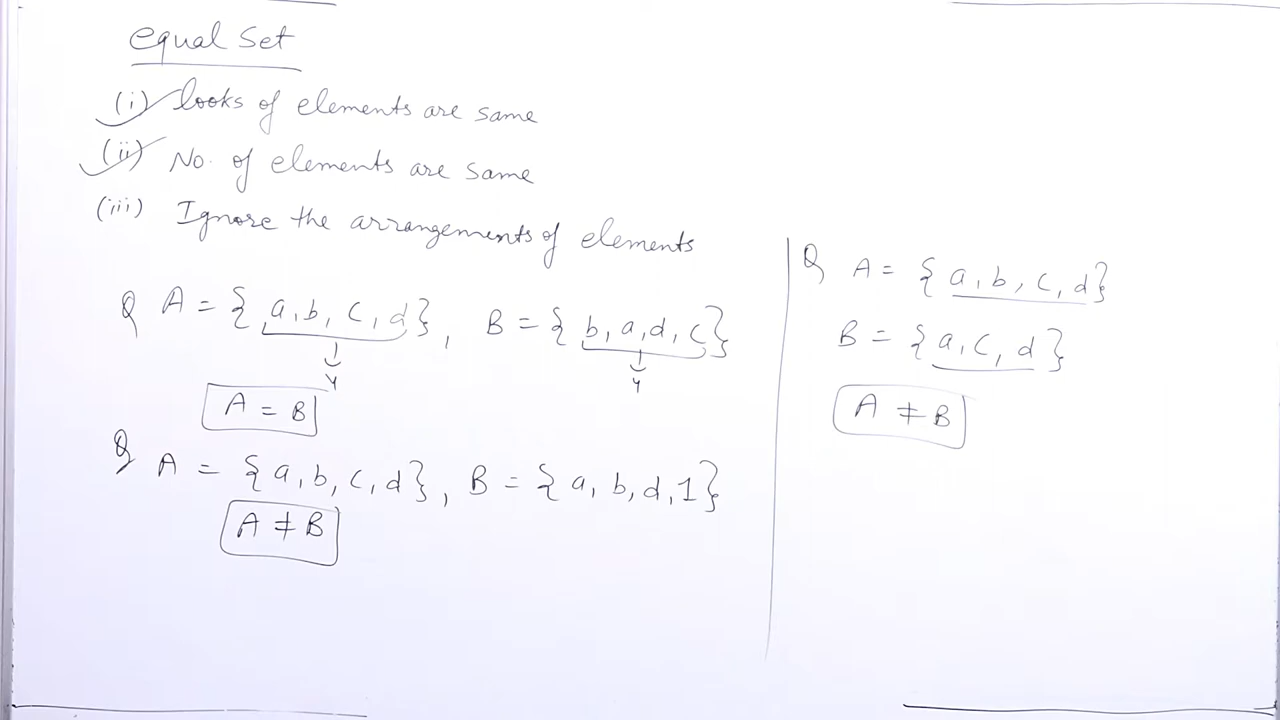 equal Set
(i) looks of elements are same
(ii) No. of elements are same
(iii) Ignore the arrangements of elements
Q A = {a, b, c, d}, B = {b, a, d, c}
4 4
A = B
Q A = {a, b, c, d}, B = {a, b, d, 1}
A ≠ B
Q A = {a, b, c, d}
B = {a, c, d}
A ≠ B